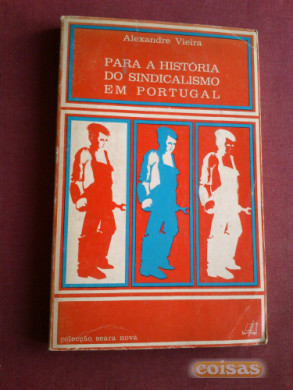 Alexandre Vieira
PARA A HISTÓRIA
DO SINDICALISMO
EM PORTUGAL
colecção seara nova
coisas